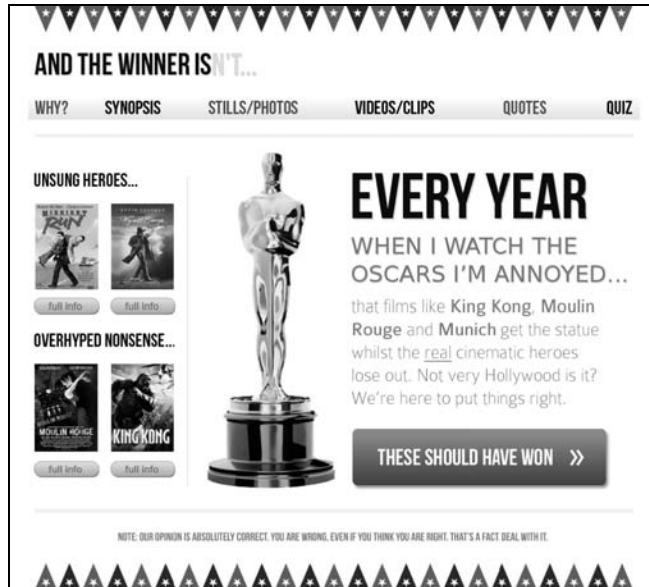 AND THE WINNER ISN'T...
WHY? SYNOPSIS STILLS/PHOTOS VIDEOS/CLIPS QUOTES QUIZ
UNSUNG HEROES...
MIDNIGHT
RUN
full info full info
OVERHYPED NONSENSE...
MOULIN ROUGE KING KONG
full info full info
EVERY YEAR
WHEN I WATCH THE
OSCARS I'M ANNOYED...
that films like King Kong, Moulin
Rouge and Munich get the statue
whilst the real cinematic heroes
lose out. Not very Hollywood is it?
We're here to put things right.
THESE SHOULD HAVE WON »
NOTE: OUR OPINION IS ABSOLUTELY CORRECT. YOU ARE WRONG, EVEN IF YOU THINK YOU ARE RIGHT. THAT'S A FACT. DEAL WITH IT.